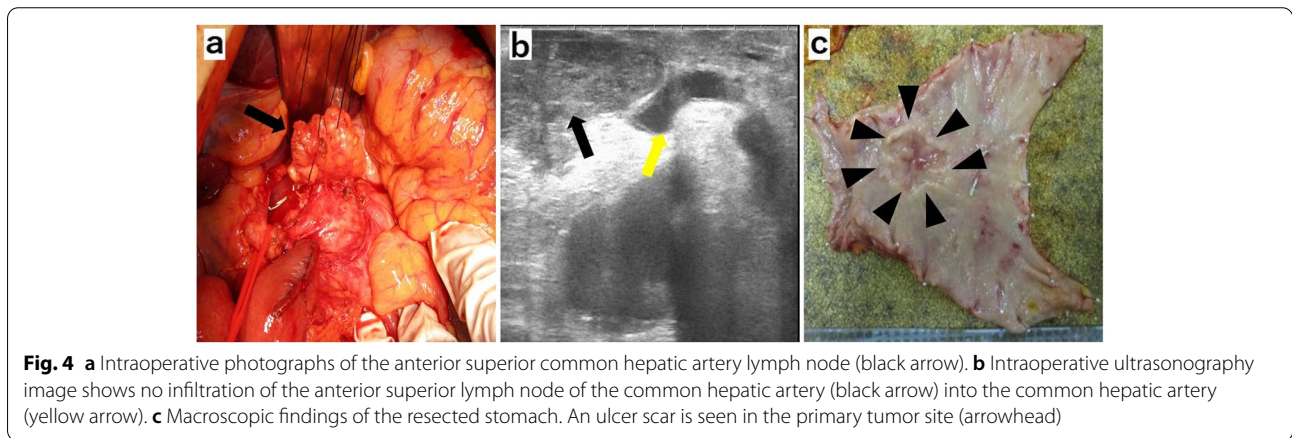 a
b
c
Fig. 4 a Intraoperative photographs of the anterior superior common hepatic artery lymph node (black arrow). b Intraoperative ultrasonography
image shows no infiltration of the anterior superior lymph node of the common hepatic artery (black arrow) into the common hepatic artery
(yellow arrow). c Macroscopic findings of the resected stomach. An ulcer scar is seen in the primary tumor site (arrowhead)